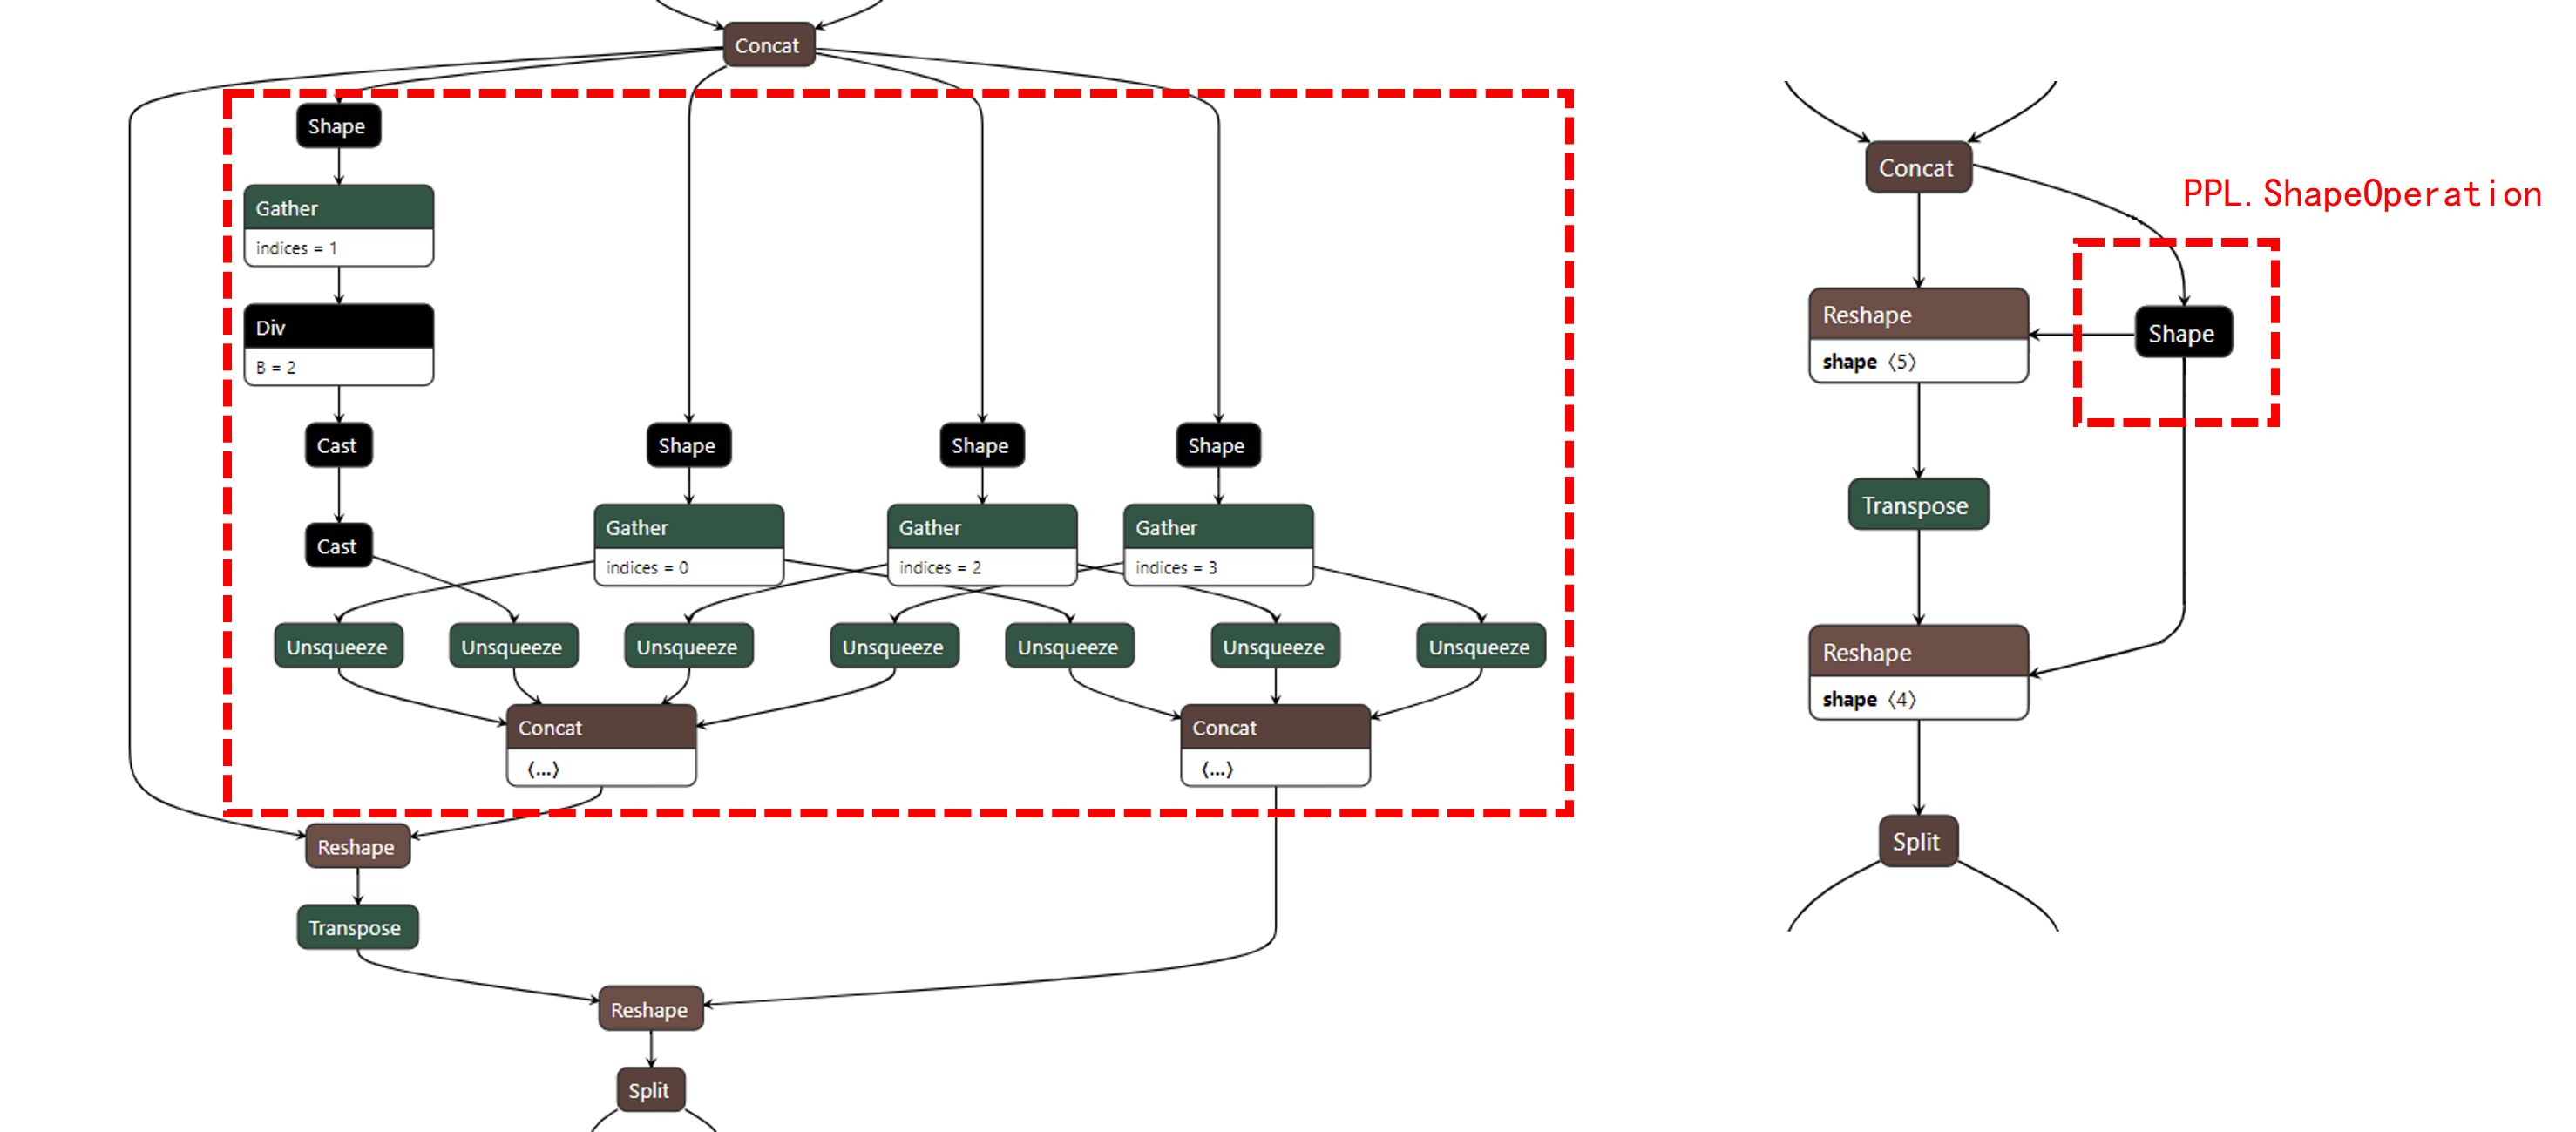 Concat
Shape
Gather
indices = 1
Div
B = 2
Cast
Shape
Shape
Shape
Gather
indices = 0
Gather
indices = 2
Gather
indices = 3
Cast
Unsqueeze
Unsqueeze
Unsqueeze
Unsqueeze
Unsqueeze
Unsqueeze
Unsqueeze
Concat
⟨...⟩
Concat
⟨...⟩
Reshape
Transpose
Reshape
Split
Concat
PPL.ShapeOperation
Reshape
shape ⟨5⟩
Shape
Transpose
Reshape
shape ⟨4⟩
Split